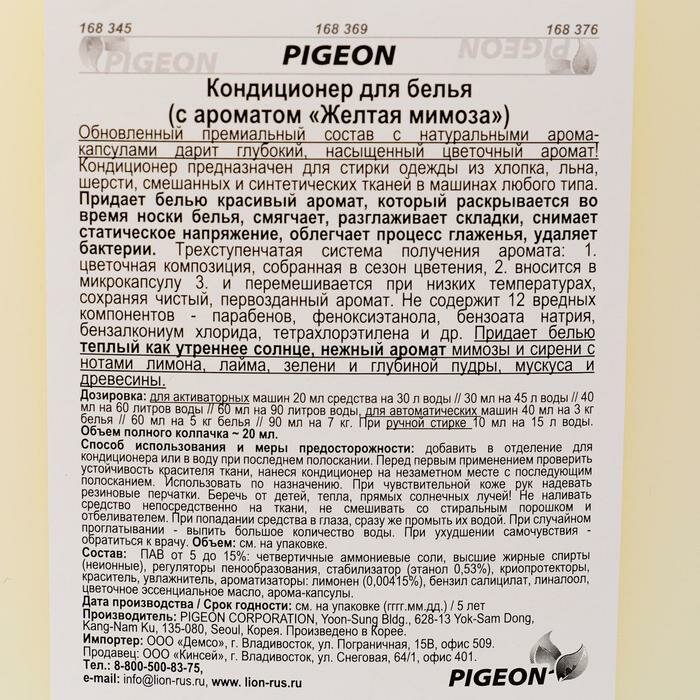 168 345 168 369 168 376
PIGEON PIGEON PIGEON
Кондиционер для белья
(с ароматом «Желтая мимоза»)
Обновленный премиальный состав с натуральными арома-
капсулами дарит глубокий, насыщенный цветочный аромат!
Кондиционер предназначен для стирки одежды из хлопка, льна,
шерсти, смешанных и синтетических тканей в машинах любого типа.
Придает белью красивый аромат, который раскрывается во
время носки белья, смягчает, разглаживает складки, снимает
статическое напряжение, облегчает процесс глаженья, удаляет
бактерии. Трехступенчатая система получения аромата: 1.
цветочная композиция, собранная в сезон цветения, 2. вносится в
микрокапсулу 3. и перемешивается при низких температурах,
сохраняя чистый, первозданный аромат. Не содержит 12 вредных
компонентов - парабенов, феноксиэтанола, бензоата натрия,
бензалкониум хлорида, тетрахлорэтилена и др. Придает белью
теплый как утреннее солнце, нежный аромат мимозы и сирени с
нотами лимона, лайма, зелени и глубиной пудры, мускуса и
древесины.
Дозировка: для активаторных машин 20 мл средства на 30 л воды // 30 мл на 45 л воды // 40
мл на 60 литров воды // 60 мл на 90 литров воды, для автоматических машин 40 мл на 3 кг
белья // 60 мл на 5 кг белья // 90 мл на 7 кг. При ручной стирке 10 мл на 15 л воды.
Объем полного колпачка ~ 20 мл.
Способ использования и меры предосторожности: добавить в отделение для
кондиционера или в воду при последнем полоскании. Перед первым применением проверить
устойчивость красителя ткани, нанеся кондиционер на незаметном месте с последующим
полосканием. Использовать по назначению. При чувствительной коже рук надевать
резиновые перчатки. Беречь от детей, тепла, прямых солнечных лучей! Не наливать
средство непосредственно на ткани, не смешивать со стиральным порошком и
отбеливателем. При попадании средства в глаза, сразу же промыть их водой. При случайном
проглатывании - выпить большое количество воды. При ухудшении самочувствия -
обратиться к врачу. Объем: см. на упаковке.
Состав: ПАВ от 5 до 15%: четвертичные аммониевые соли, высшие жирные спирты
(неионные), регуляторы пенообразования, стабилизатор (этанол 0,53%), криопротекторы,
краситель, увлажнитель, ароматизаторы: лимонен (0,00415%), бензил салицилат, линалоол,
цветочное эссенциальное масло, арома-капсулы.
Дата производства / Срок годности: см. на упаковке (гггг.мм.дд.) / 5 лет
Производитель: PIGEON CORPORATION, Yoon-Sung Bldg., 628-13 Yok-Sam Dong,
Kang-Nam Ku, 135-080, Seoul, Корея. Произведено в Корее.
Импортер: ООО «Демсо», г. Владивосток, ул. Пограничная, 15В, офис 509.
Продавец: ООО «Кинсей», г. Владивосток, ул. Снеговая, 64/1, офис 401.
Тел.: 8-800-500-83-75,
e-mail: info@lion-rus.ru, www.lion-rus.ru
PIGEON